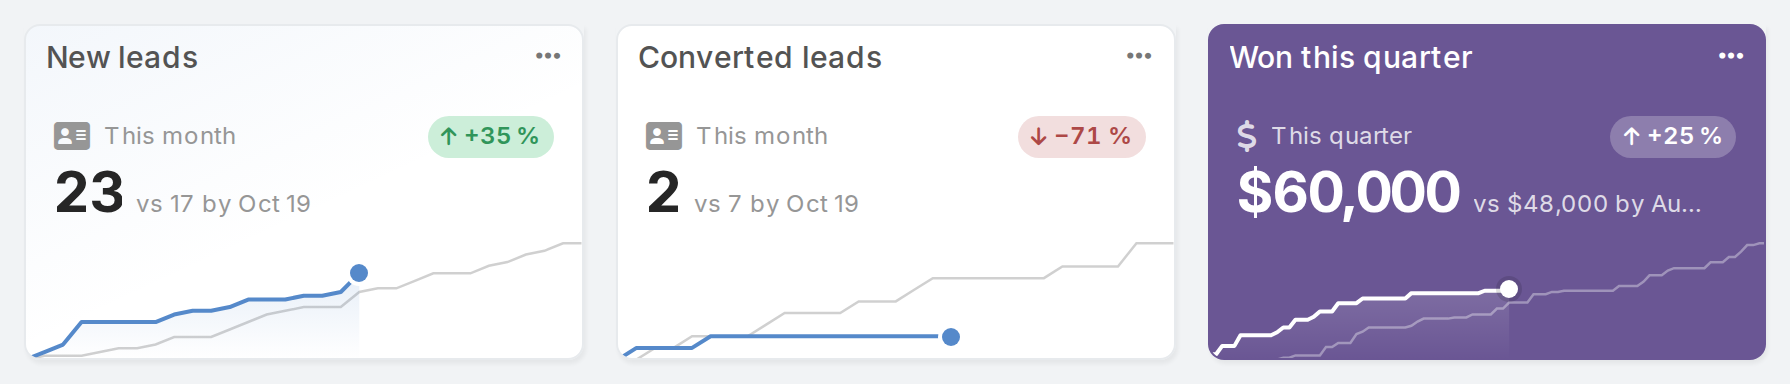 New leads
This month
+35 %
23 vs 17 by Oct 19
Converted leads
This month
−71 %
2 vs 7 by Oct 19
Won this quarter
This quarter
+25 %
$60,000 vs $48,000 by Au...